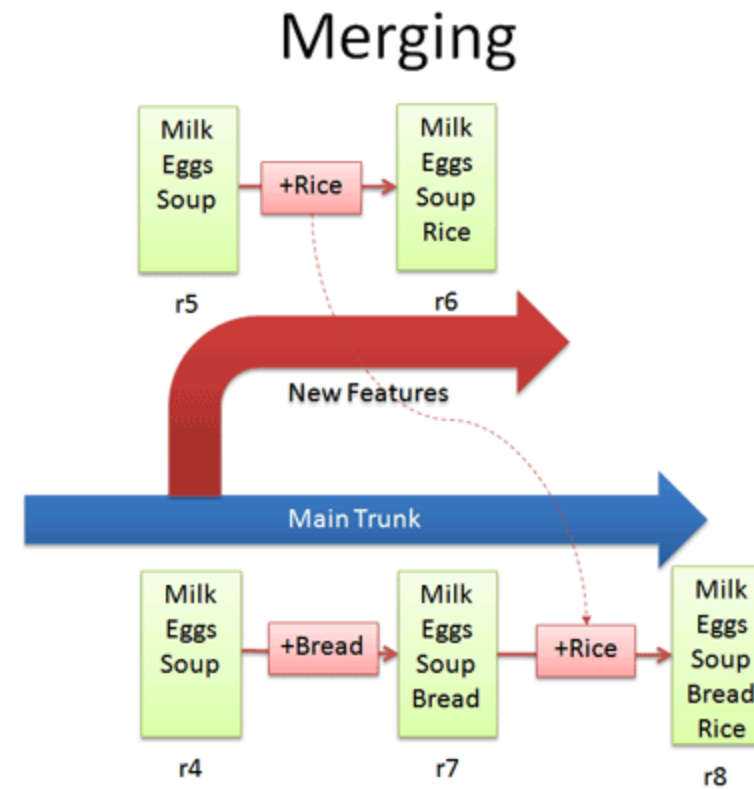 Merging
Milk
Eggs
Soup
+Rice
Milk
Eggs
Soup
Rice
r5
r6
New Features
Main Trunk
Milk
Eggs
Soup
+Bread
Milk
Eggs
Soup
Bread
+Rice
Milk
Eggs
Soup
Bread
Rice
r4
r7
r8